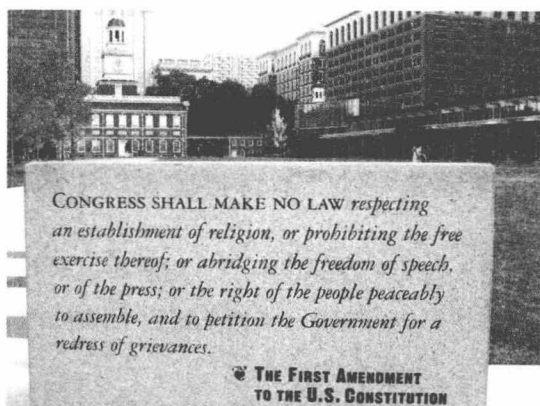 CONGRESS SHALL MAKE NO LAW respecting
an establishment of religion, or prohibiting the free
exercise thereof; or abridging the freedom of speech,
or of the press; or the right of the people peaceably
to assemble, and to petition the Government for a
redress of grievances.
❦ THE FIRST AMENDMENT
TO THE U.S. CONSTITUTION